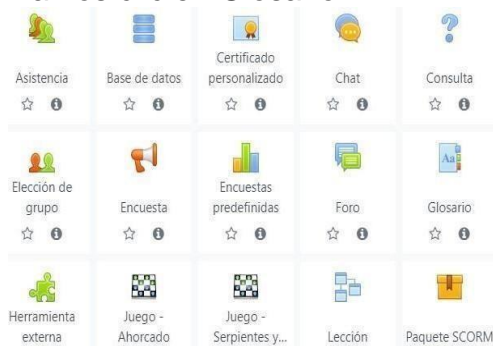 Asistencia
Base de datos
Certificado
personalizado
Chat
Consulta
Elección de
grupo
Encuesta
Encuestas
predefinidas
Foro
Aa
Glosario
Herramienta
externa
Juego -
Ahorcado
Juego -
Serpientes y...
Lección
Paquete SCORM